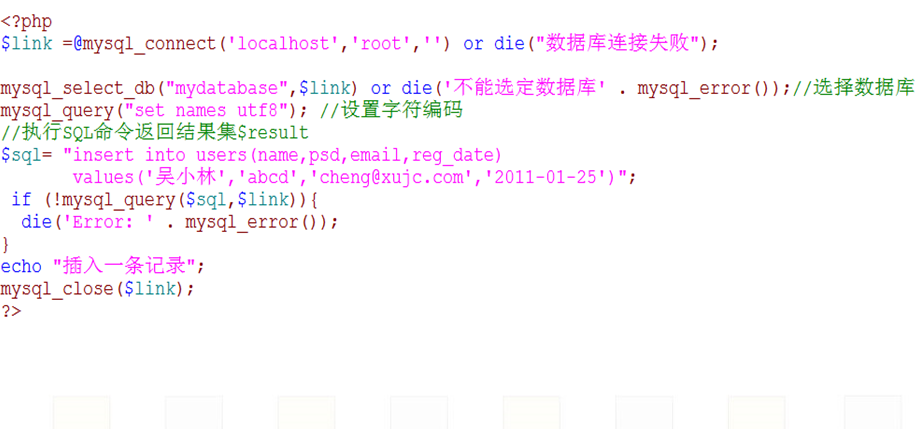 <?php
$link =@mysql_connect('localhost','root','') or die("数据库连接失败");
mysql_select_db("mydatabase",$link) or die('不能选定数据库' . mysql_error());//选择数据库
mysql_query("set names utf8"); //设置字符编码
//执行SQL命令返回结果集$result
$sql= "insert into users(name,psd,email,reg_date)
values('吴小林','abcd','cheng@xujc.com','2011-01-25')";
if (!mysql_query($sql,$link)){
die('Error: ' . mysql_error());
}
echo "插入一条记录";
mysql_close($link);
?>